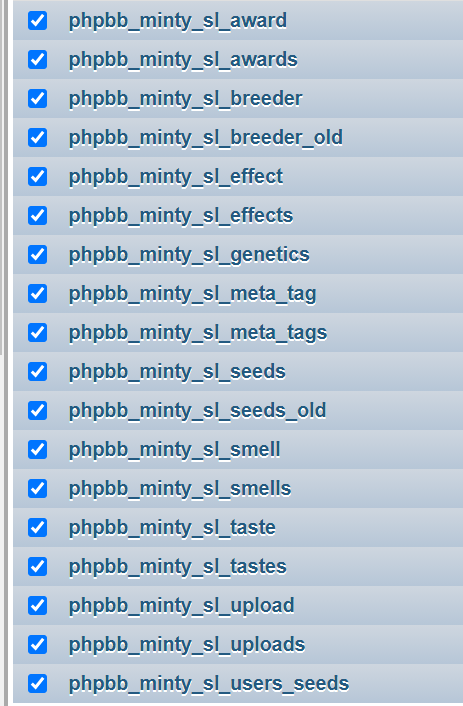 phpbb_minty_sl_award
phpbb_minty_sl_awards
phpbb_minty_sl_breeder
phpbb_minty_sl_breeder_old
phpbb_minty_sl_effect
phpbb_minty_sl_effects
phpbb_minty_sl_genetics
phpbb_minty_sl_meta_tag
phpbb_minty_sl_meta_tags
phpbb_minty_sl_seeds
phpbb_minty_sl_seeds_old
phpbb_minty_sl_smell
phpbb_minty_sl_smells
phpbb_minty_sl_taste
phpbb_minty_sl_tastes
phpbb_minty_sl_upload
phpbb_minty_sl_uploads
phpbb_minty_sl_users_seeds